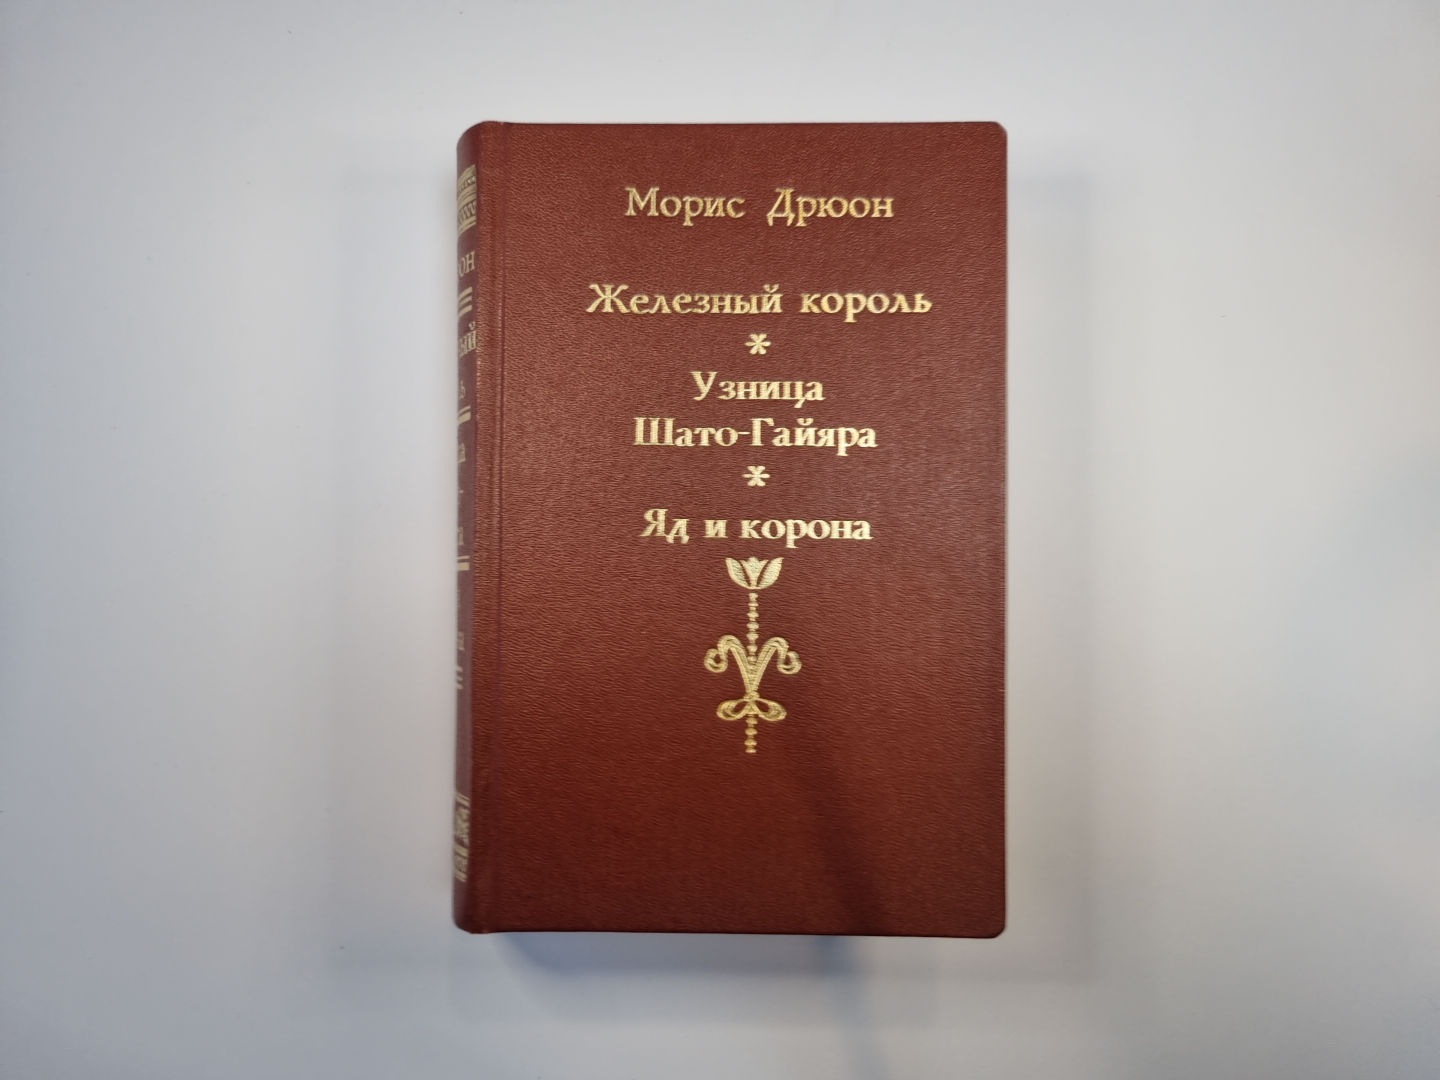 Морис Дрюон
Железный король
*
Узница
Шато-Гайяра
*
Яд и корона